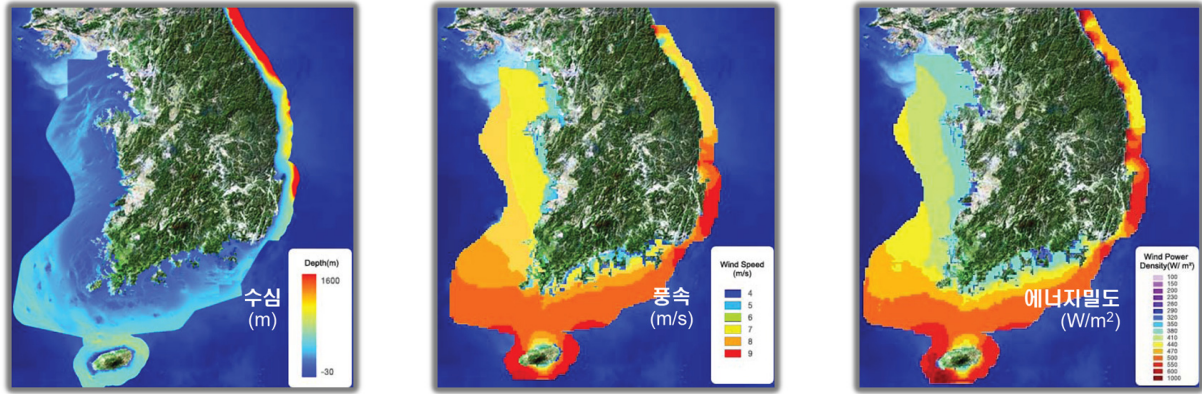 Depth(m)
1600
-30
수심
(m)
Wind Speed
(m/s)
4
5
6
7
8
9
풍속
(m/s)
Wind Power
Density(W/ m²)
100
150
200
230
260
290
320
350
380
410
440
470
500
550
600
1000
에너지밀도
(W/m²)